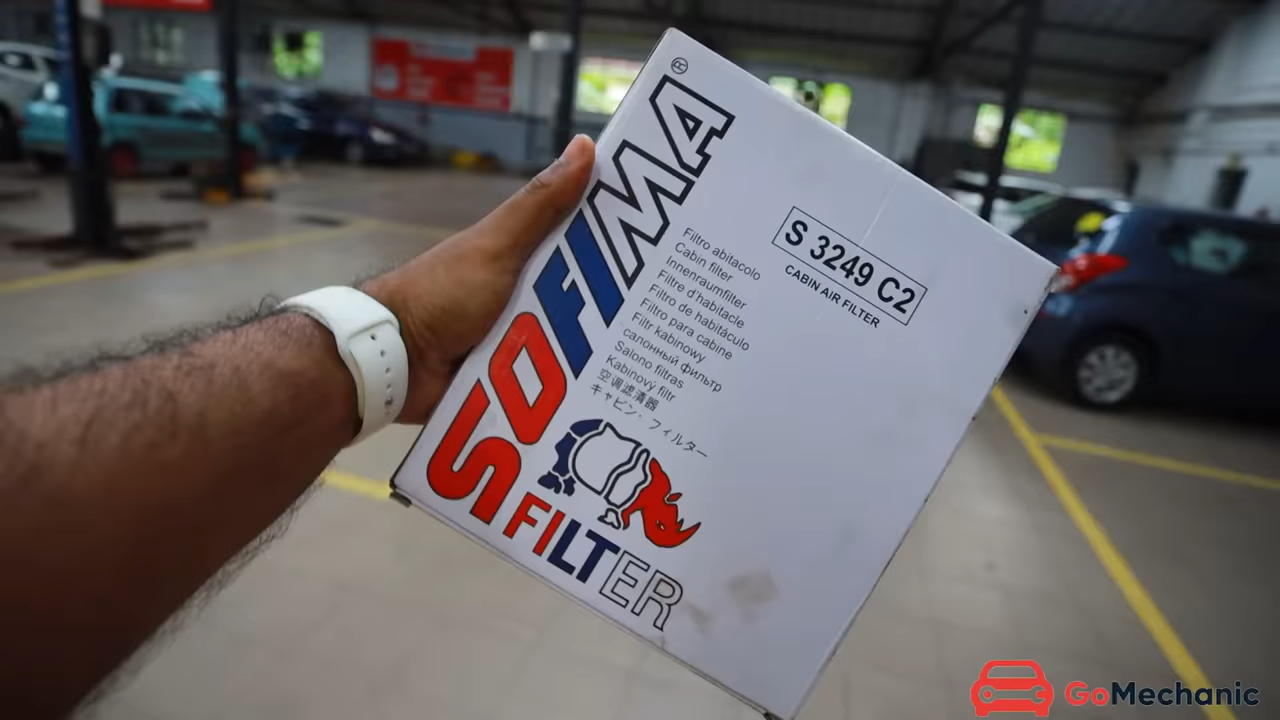 SOFIMA
FILTER
S 3249 C2
CABIN AIR FILTER
Filtro abitacolo
Cabin filter
Innenraumfilter
Filtre d'habitacle
Filtro de habitáculo
Filtro para cabine
Filtr kabinowy
салонный фильтр
Salono filtras
Kabinový filtr
空调滤清器
キャビン・フィルター
GoMechanic